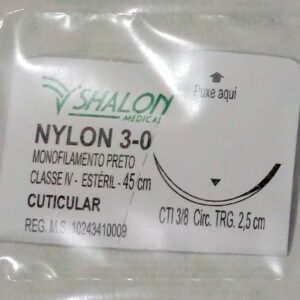 SHALON
MEDICAL
Puxe aqui
NYLON 3-0
MONOFILAMENTO PRETO
CLASSE IV - ESTÉRIL - 45 cm
CUTICULAR
CTI 3/8 Circ. TRG. 2,5 cm
REG. M.S. 10243410009